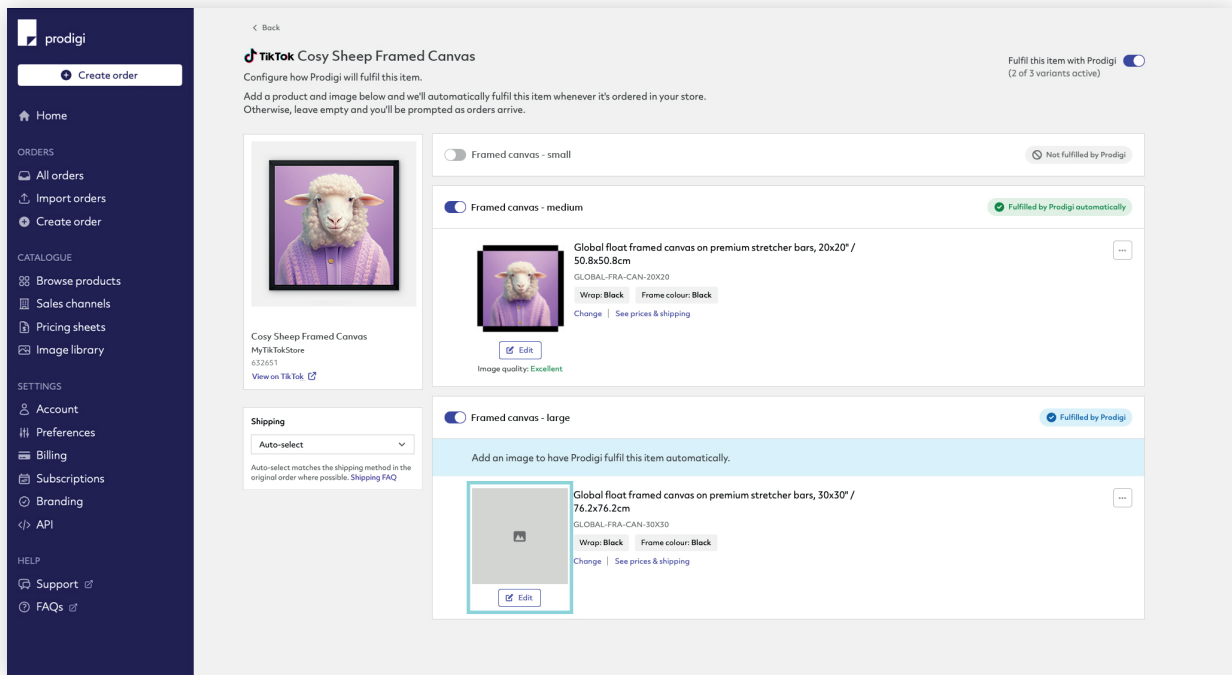 prodigi
Create order
Home
ORDERS
All orders
Import orders
Create order
CATALOGUE
Browse products
Sales channels
Pricing sheets
Image library
SETTINGS
Account
Preferences
Billing
Subscriptions
Branding
API
HELP
Support
FAQs
Back
TikTok Cosy Sheep Framed Canvas
Configure how Prodigi will fulfil this item.
Add a product and image below and we'll automatically fulfil this item whenever it's ordered in your store.
Otherwise, leave empty and you'll be prompted as orders arrive.
Fulfil this item with Prodigi
(2 of 3 variants active)
Cosy Sheep Framed Canvas
MyTikTokStore
632651
View on TikTok
Shipping
Auto-select
Auto-select matches the shipping method in the
original order where possible. Shipping FAQ
Framed canvas - small
Not fulfilled by Prodigi
Framed canvas - medium
Fulfilled by Prodigi automatically
Global float framed canvas on premium stretcher bars, 20x20" /
50.8x50.8cm
GLOBAL-FRA-CAN-20X20
Wrap: Black Frame colour: Black
Change | See prices & shipping
Edit
Image quality: Excellent
Framed canvas - large
Fulfilled by Prodigi
Add an image to have Prodigi fulfil this item automatically.
Global float framed canvas on premium stretcher bars, 30x30" /
76.2x76.2cm
GLOBAL-FRA-CAN-30X30
Wrap: Black Frame colour: Black
Change | See prices & shipping
Edit